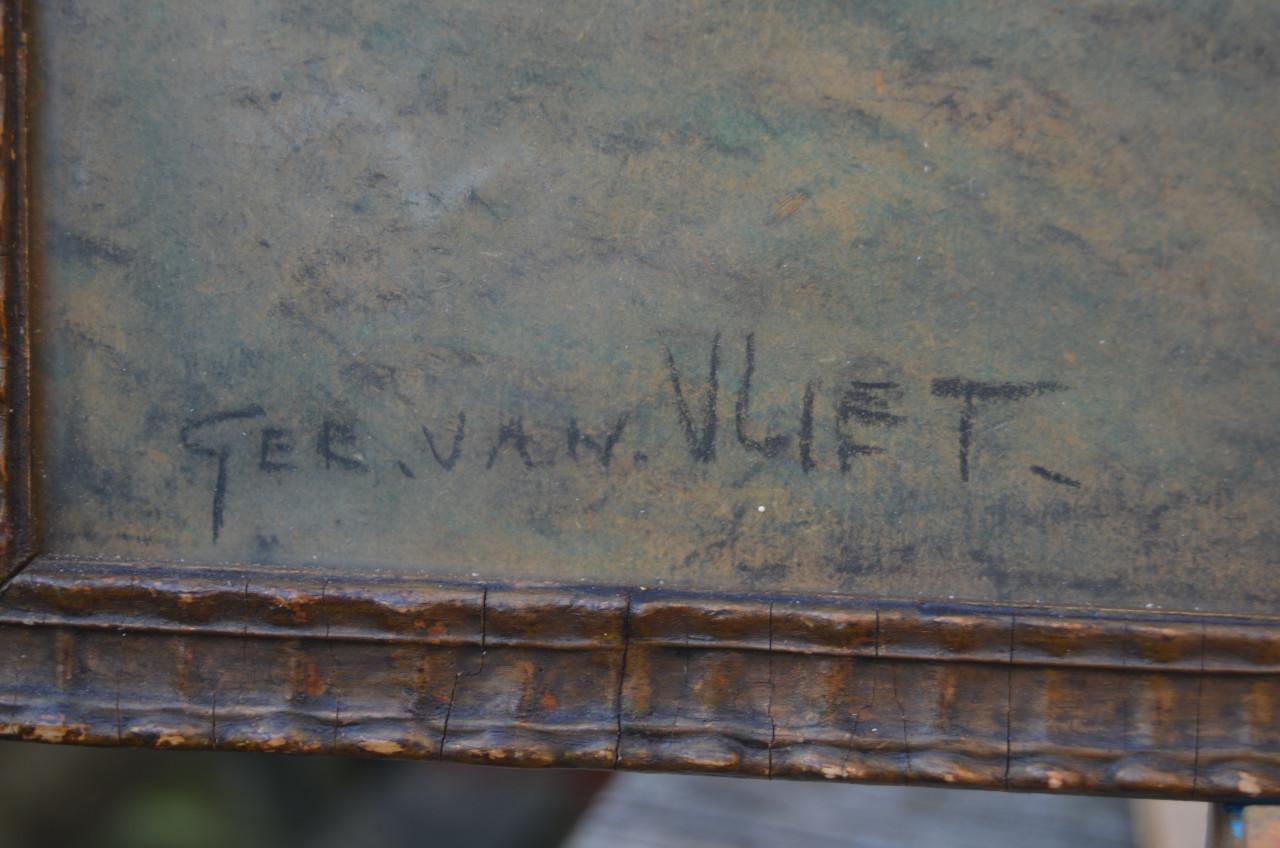 GER. VAN. VLIET.